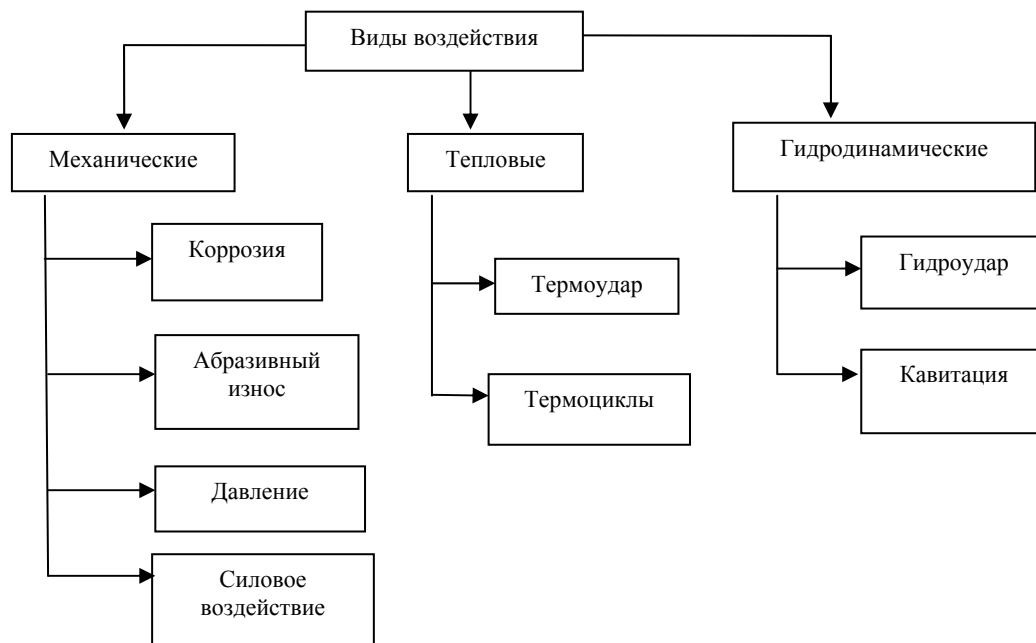 Виды воздействия
Механические
Тепловые
Гидродинамические
Коррозия
Абразивный
износ
Давление
Силовое
воздействие
Термоудар
Термоциклы
Гидроудар
Кавитация